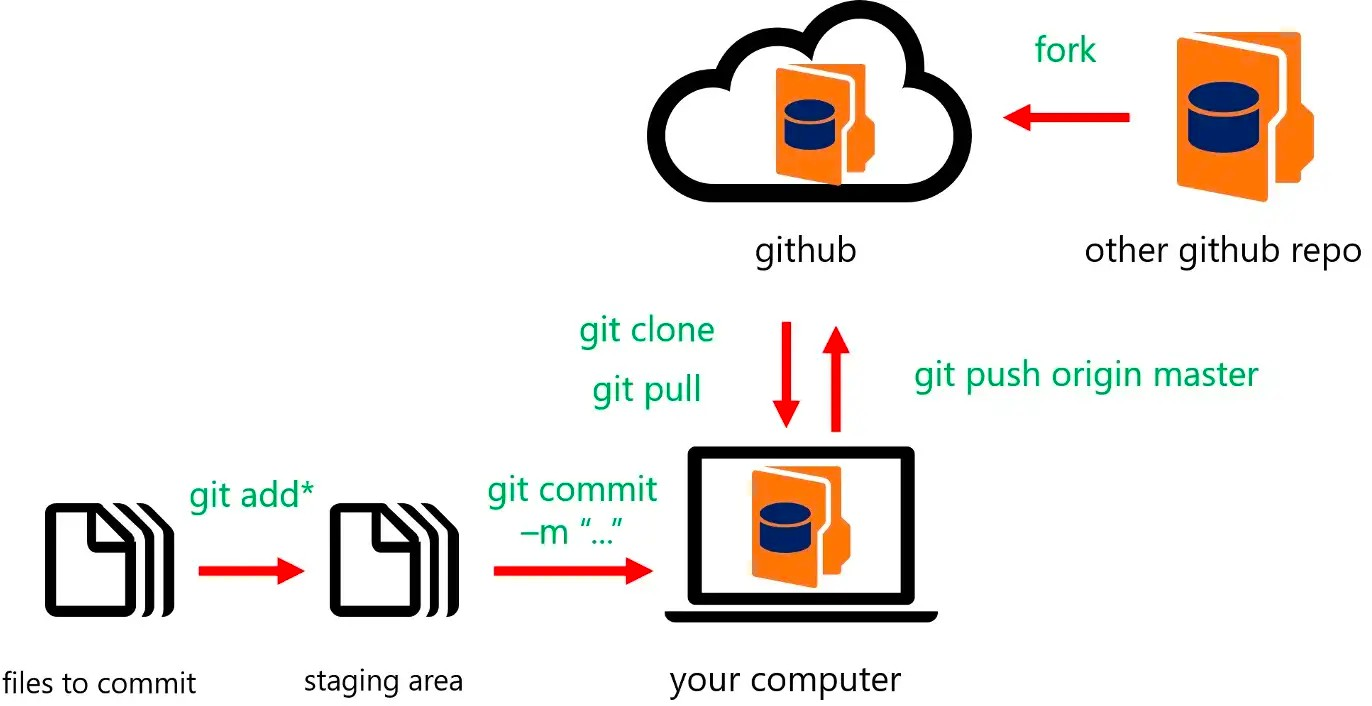 fork
github
other github repo
git clone
git pull
git push origin master
git add*
git commit
–m “...”
files to commit
staging area
your computer